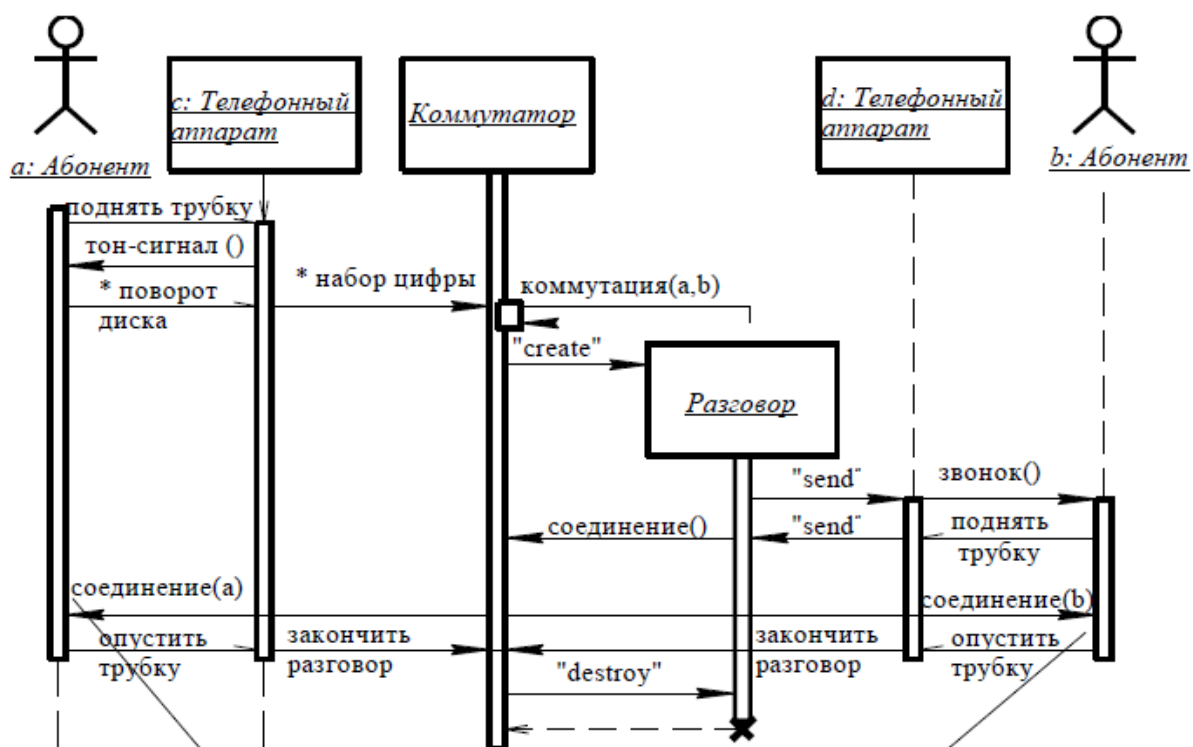 c: Телефонный
аппарат
Коммутатор
d: Телефонный
аппарат
a: Абонент
b: Абонент
поднять трубку
тон-сигнал ()
* поворот
диска
* набор цифры
коммутация(a,b)
"create"
Разговор
"send"
звонок()
соединение()
"send"
поднять
трубку
соединение(a)
соединение(b)
опустить
трубку
закончить
разговор
закончить
разговор
опустить
трубку
"destroy"